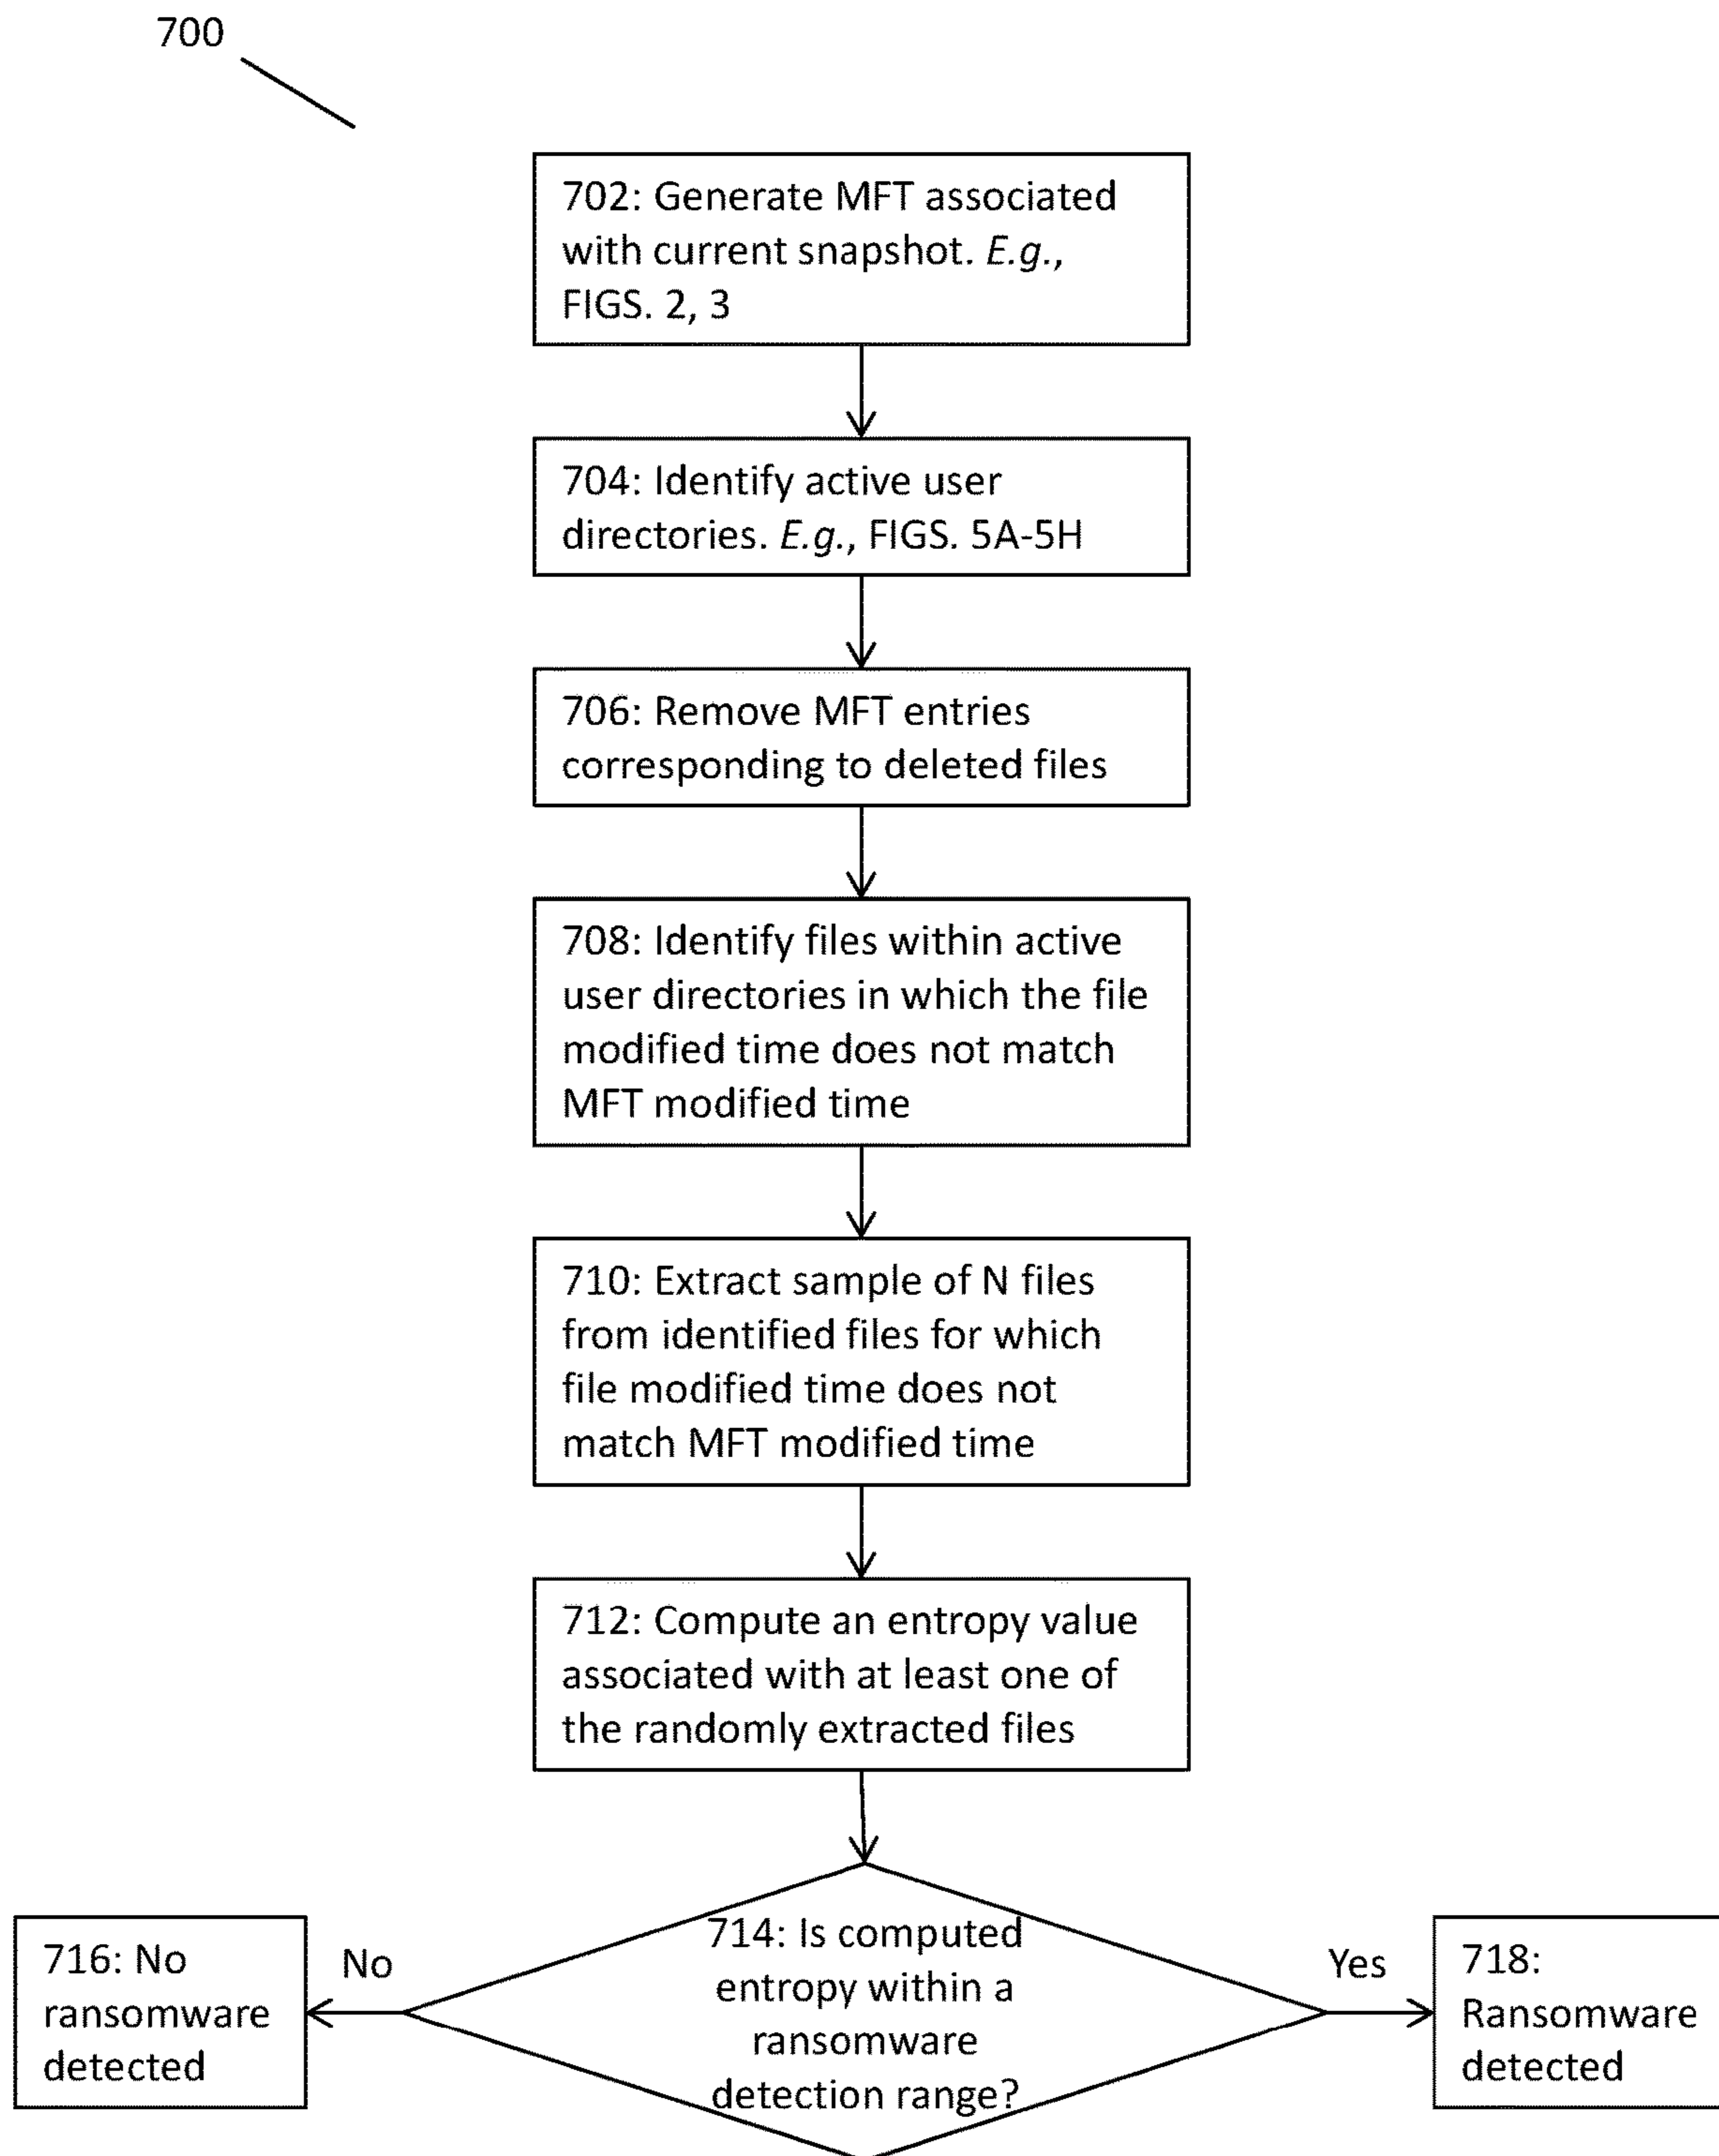 700
702: Generate MFT associated
with current snapshot. E.g.,
FIGS. 2, 3
704: Identify active user
directories. E.g., FIGS. 5A-5H
706: Remove MFT entries
corresponding to deleted files
708: Identify files within active
user directories in which the file
modified time does not match
MFT modified time
710: Extract sample of N files
from identified files for which
file modified time does not
match MFT modified time
712: Compute an entropy value
associated with at least one of
the randomly extracted files
714: Is computed
entropy within a
ransomware
detection range?
No
716: No
ransomware
detected
Yes
718:
Ransomware
detected